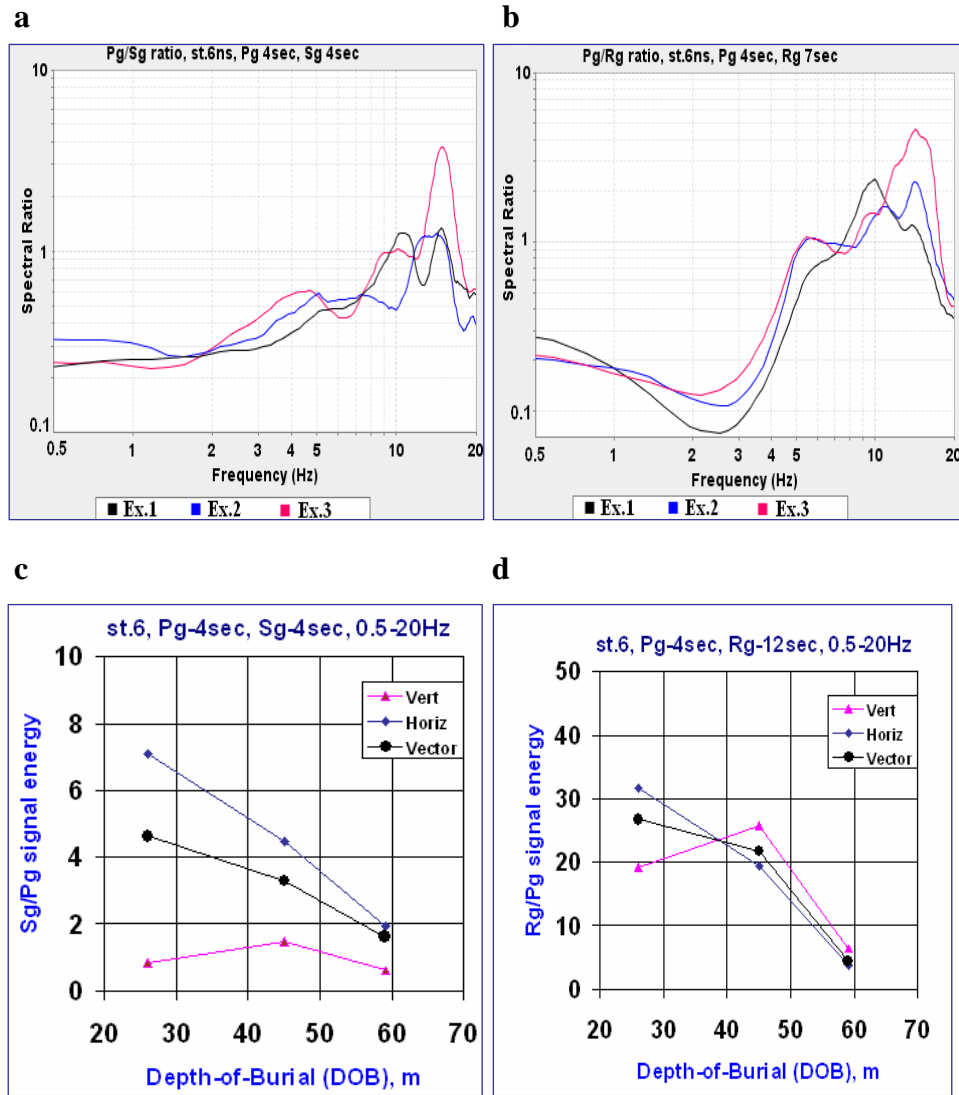 a
Pg/Sg ratio, st.6ns, Pg 4sec, Sg 4sec
10
1
0.1
Spectral Ratio
0.5 1 2 3 4 5 10 20
Frequency (Hz)
Ex.1 Ex.2 Ex.3
b
Pg/Rg ratio, st.6ns, Pg 4sec, Rg 7sec
10
1
0.1
Spectral Ratio
0.5 1 2 3 4 5 10 20
Frequency (Hz)
Ex.1 Ex.2 Ex.3
c
st.6, Pg-4sec, Sg-4sec, 0.5-20Hz
10
8
6
4
2
0
Sg/Pg signal energy
Vert
Horiz
Vector
20 30 40 50 60 70
Depth-of-Burial (DOB), m
d
st.6, Pg-4sec, Rg-12sec, 0.5-20Hz
50
40
30
20
10
0
Rg/Pg signal energy
Vert
Horiz
Vector
20 30 40 50 60 70
Depth-of-Burial (DOB), m